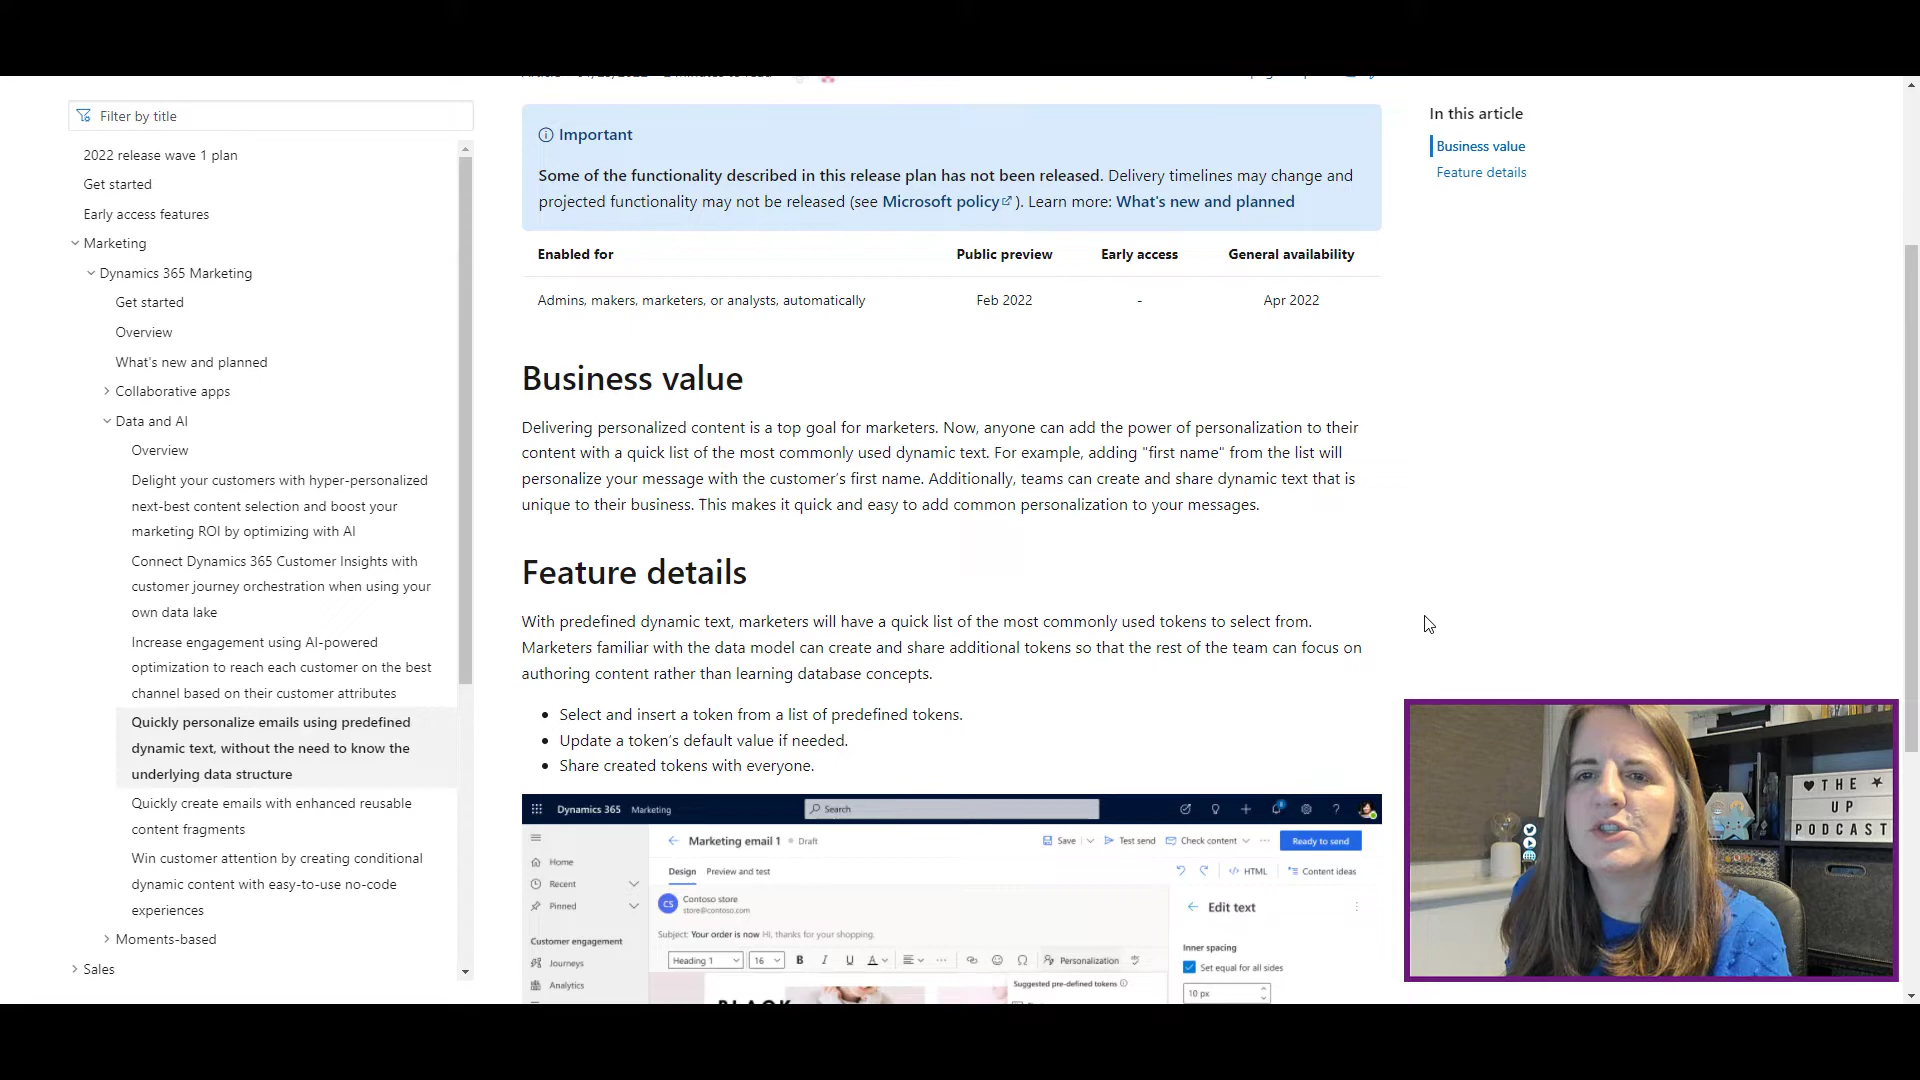 Filter by title
2022 release wave 1 plan
Get started
Early access features
Marketing
Dynamics 365 Marketing
Get started
Overview
What's new and planned
Collaborative apps
Data and AI
Overview
Delight your customers with hyper-personalized
next-best content selection and boost your
marketing ROI by optimizing with AI
Connect Dynamics 365 Customer Insights with
customer journey orchestration when using your
own data lake
Increase engagement using AI-powered
optimization to reach each customer on the best
channel based on their customer attributes
Quickly personalize emails using predefined
dynamic text, without the need to know the
underlying data structure
Quickly create emails with enhanced reusable
content fragments
Win customer attention by creating conditional
dynamic content with easy-to-use no-code
experiences
Moments-based
Sales
Important
Some of the functionality described in this release plan has not been released. Delivery timelines may change and
projected functionality may not be released (see Microsoft policy). Learn more: What's new and planned
Enabled for Public preview Early access General availability
Admins, makers, marketers, or analysts, automatically Feb 2022 - Apr 2022
Business value
Delivering personalized content is a top goal for marketers. Now, anyone can add the power of personalization to their
content with a quick list of the most commonly used dynamic text. For example, adding "first name" from the list will
personalize your message with the customer’s first name. Additionally, teams can create and share dynamic text that is
unique to their business. This makes it quick and easy to add common personalization to your messages.
Feature details
With predefined dynamic text, marketers will have a quick list of the most commonly used tokens to select from.
Marketers familiar with the data model can create and share additional tokens so that the rest of the team can focus on
authoring content rather than learning database concepts.
• Select and insert a token from a list of predefined tokens.
• Update a token’s default value if needed.
• Share created tokens with everyone.
Dynamics 365 Marketing Search ?
Marketing email 1 • Draft Save Test send Check content ... Ready to send
Home
Recent
Pinned
Customer engagement
Journeys
Analytics
Design Preview and test HTML Content ideas
CS Contoso store
store@contoso.com
Subject: Your order is now Hi, thanks for your shopping.
Heading 1 16 B I U A ... Personalization
Suggested pre-defined tokens
BLACK
Edit text
Inner spacing
Set equal for all sides
10 px
In this article
Business value
Feature details
THE
UP
PODCAST